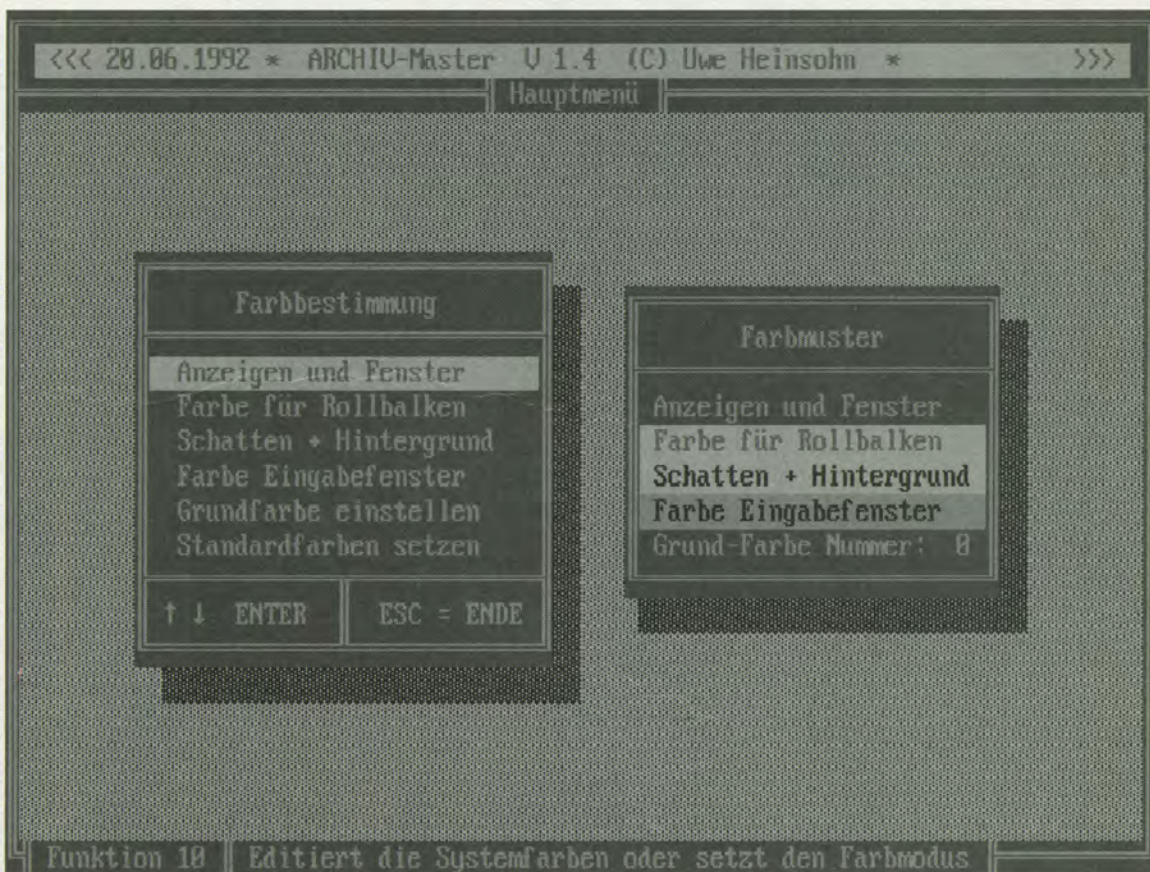 <<< 20.06.1992 * ARCHIV-Master V 1.4 (C) Uwe Heinsohn * >>>
Hauptmenü
Farbbestimmung
Anzeigen und Fenster
Farbe für Rollbalken
Schatten + Hintergrund
Farbe Eingabefenster
Grundfarbe einstellen
Standardfarben setzen
↑ ↓ ENTER ESC = ENDE
Farbmuster
Anzeigen und Fenster
Farbe für Rollbalken
Schatten + Hintergrund
Farbe Eingabefenster
Grund-Farbe Nummer: 0
Funktion 10 Editiert die Systemfarben oder setzt den Farbmodus